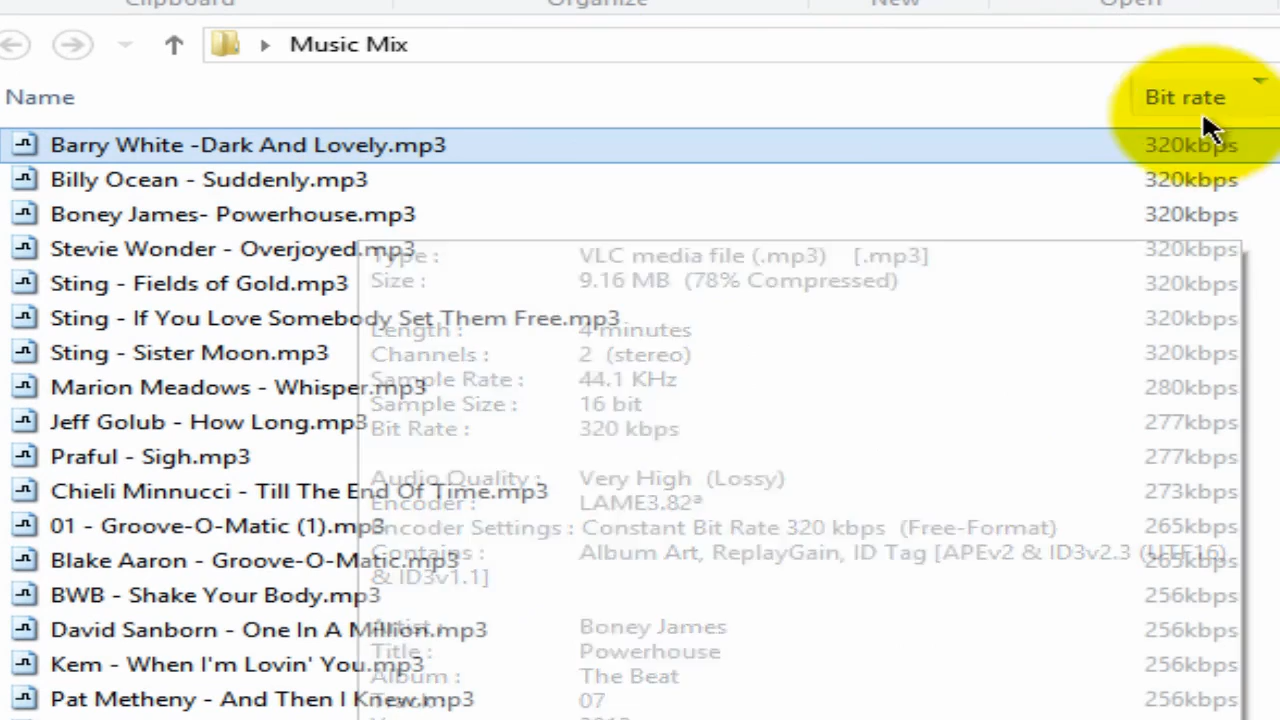 Clipboard Organize New Open
Music Mix
Name Bit rate
Barry White -Dark And Lovely.mp3 320kbps
Billy Ocean - Suddenly.mp3 320kbps
Boney James- Powerhouse.mp3 320kbps
Stevie Wonder - Overjoyed.mp3 320kbps
Type : VLC media file (.mp3) [.mp3]
Size : 9.16 MB (78% Compressed)
Sting - Fields of Gold.mp3 320kbps
Sting - If You Love Somebody Set Them Free.mp3 320kbps
Length : 4 minutes
Sting - Sister Moon.mp3 320kbps
Channels : 2 (stereo)
Sample Rate : 44.1 KHz
Marion Meadows - Whisper.mp3 280kbps
Sample Size : 16 bit
Jeff Golub - How Long.mp3 277kbps
Bit Rate : 320 kbps
Praful - Sigh.mp3 277kbps
Audio Quality : Very High (Lossy)
Chieli Minnucci - Till The End Of Time.mp3 273kbps
Encoder : LAME3.82ª
01 - Groove-O-Matic (1).mp3 265kbps
Encoder Settings : Constant Bit Rate 320 kbps (Free-Format)
Contains : Album Art, ReplayGain, ID Tag [APEv2 & ID3v2.3 (UTF16)
Blake Aaron - Groove-O-Matic.mp3 265kbps
& ID3v1.1]
BWB - Shake Your Body.mp3 256kbps
Artist : Boney James
David Sanborn - One In A Million.mp3 256kbps
Title : Powerhouse
Kem - When I'm Lovin' You.mp3 256kbps
Album : The Beat
Pat Metheny - And Then I Knew.mp3 256kbps
Track : 07